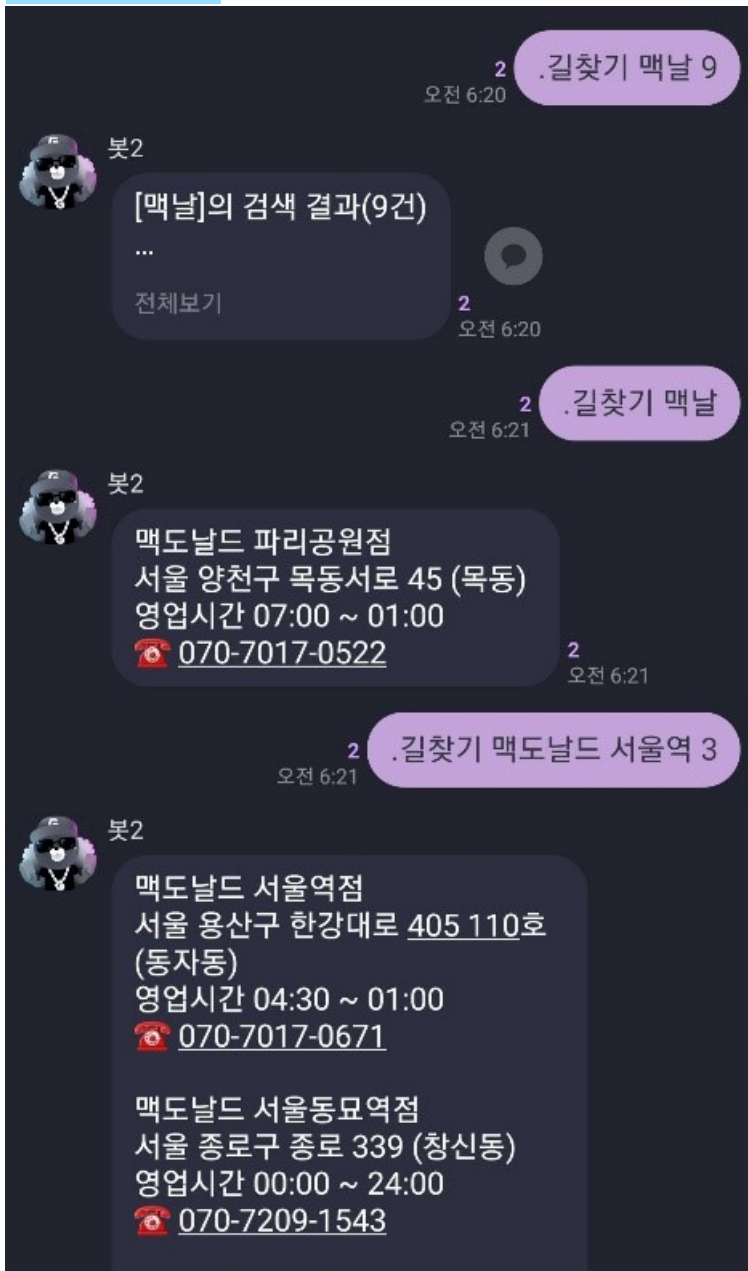 .길찾기 맥날 9
2
오전 6:20
봇2
[맥날]의 검색 결과(9건)
...
전체보기
2
오전 6:20
.길찾기 맥날
2
오전 6:21
봇2
맥도날드 파리공원점
서울 양천구 목동서로 45 (목동)
영업시간 07:00 ~ 01:00
☎ 070-7017-0522
2
오전 6:21
.길찾기 맥도날드 서울역 3
2
오전 6:21
봇2
맥도날드 서울역점
서울 용산구 한강대로 405 110호
(동자동)
영업시간 04:30 ~ 01:00
☎ 070-7017-0671
맥도날드 서울동묘역점
서울 종로구 종로 339 (창신동)
영업시간 00:00 ~ 24:00
☎ 070-7209-1543